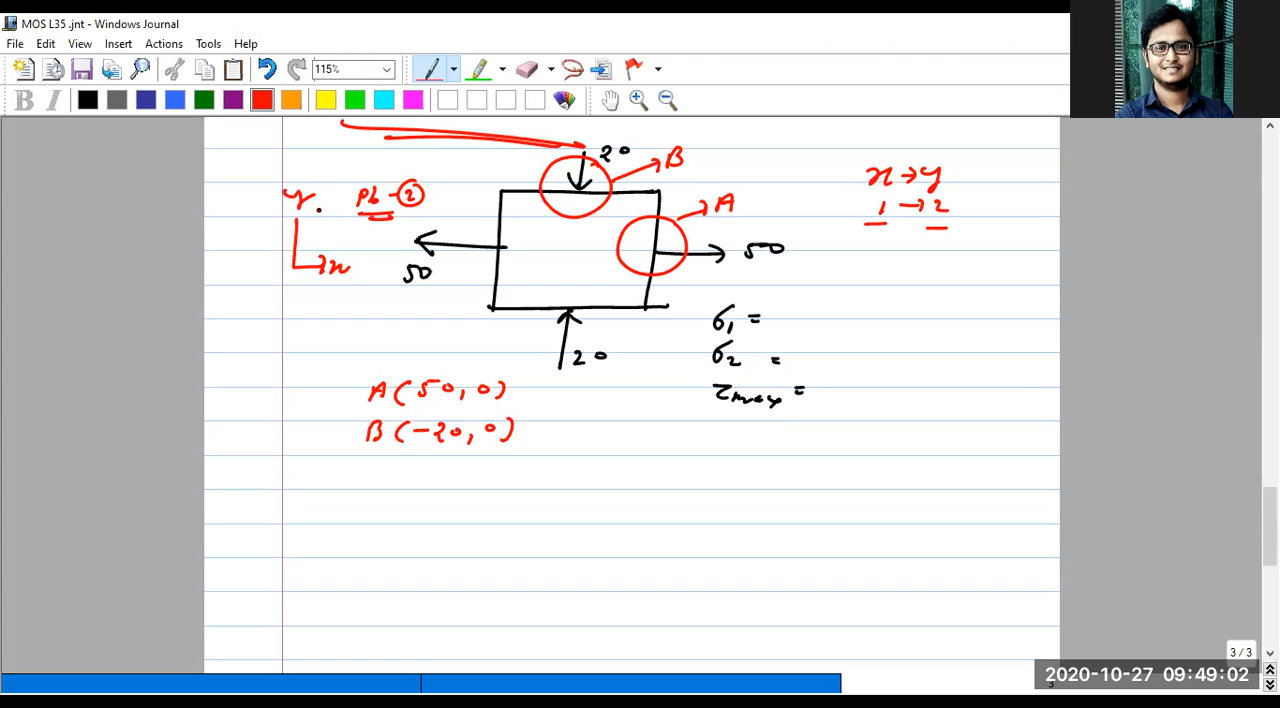 MOS L35 .jnt - Windows Journal
File Edit View Insert Actions Tools Help
115%
B I
20
B
x → y
Pb - 2
A
1 → 2
y
50
50
x
σ1 =
20
σ2 =
A ( 50, 0 )
τmax =
B ( -20, 0 )
3 / 3
2020-10-27 09:49:02